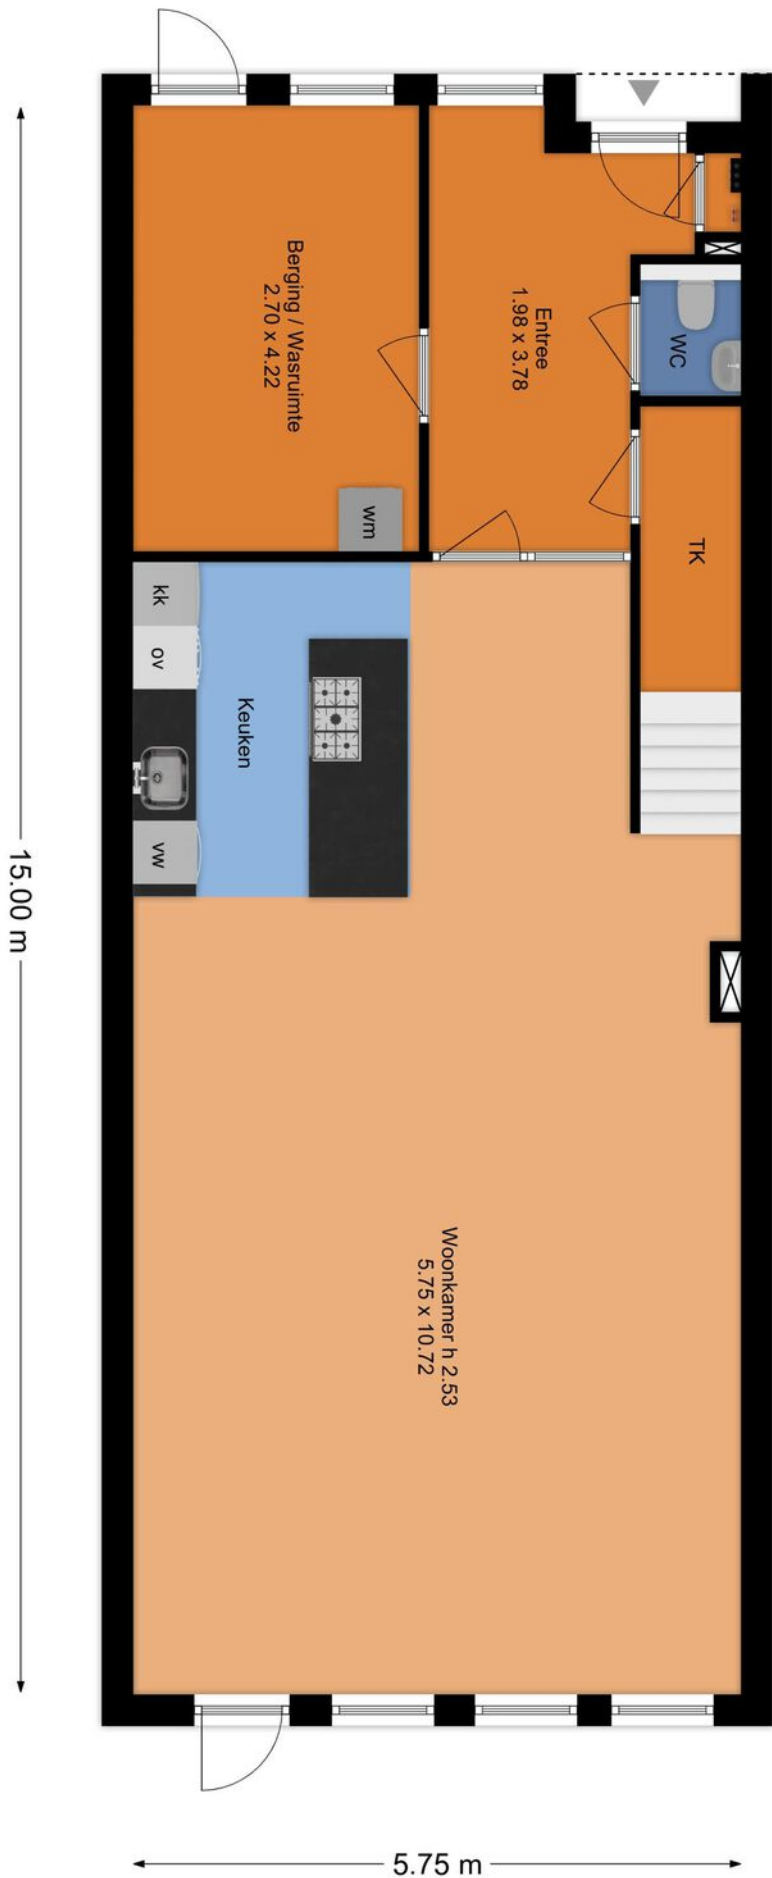 Berging / Wasruimte
2.70 x 4.22
Entree
1.98 x 3.78
WC
wm
TK
kk
ov
Keuken
vw
15.00 m
Woonkamer h 2.53
5.75 x 10.72
5.75 m